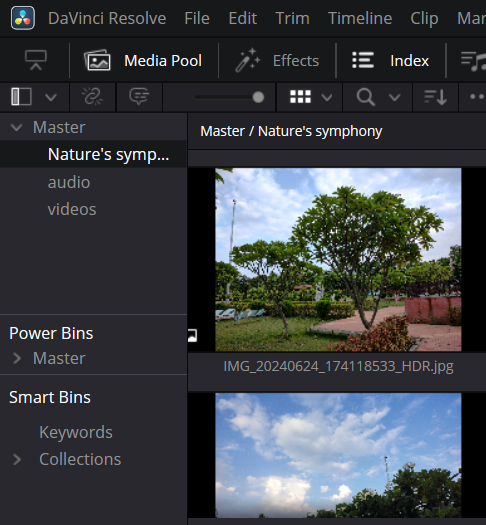 DaVinci Resolve File Edit Trim Timeline Clip Mar
Media Pool Effects Index
Master
Master / Nature's symphony
Nature's symp...
audio
videos
Power Bins
Master
IMG_20240624_174118533_HDR.jpg
Smart Bins
Keywords
Collections